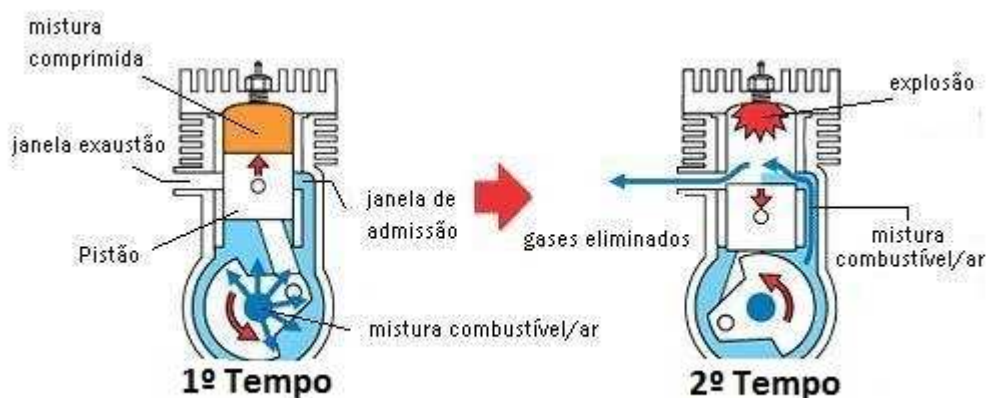 mistura
comprimida
janela exaustão
Pistão
janela de
admissão
mistura combustível/ar
1º Tempo
explosão
gases eliminados
mistura
combustível/ar
2º Tempo